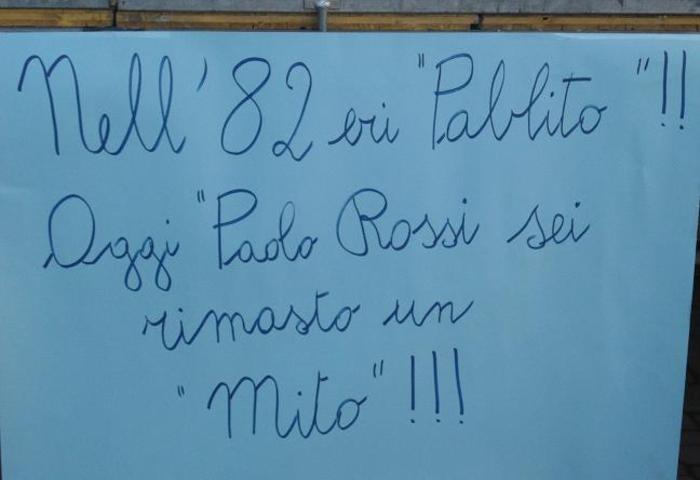 Nell' 82 eri "Pablito"!!
Oggi "Paolo Rossi sei
rimasto un
"Mito"!!!